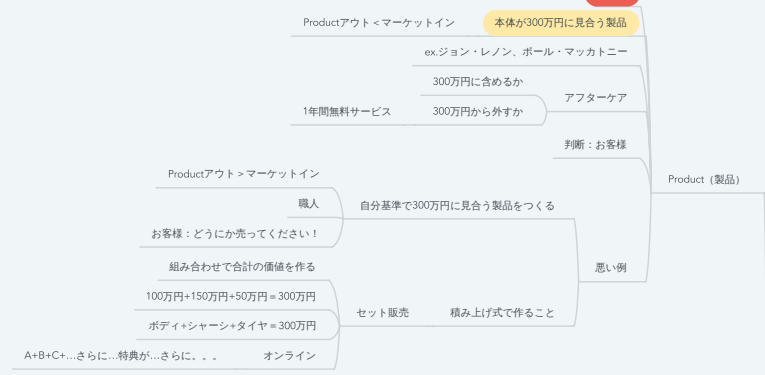 Productアウト＜マーケットイン
本体が300万円に見合う製品
ex.ジョン・レノン、ポール・マッカトニー
300万円に含めるか
アフターケア
1年間無料サービス
300万円から外すか
判断：お客様
Product（製品）
Productアウト＞マーケットイン
職人
自分基準で300万円に見合う製品をつくる
お客様：どうにか売ってください！
悪い例
組み合わせで合計の価値を作る
100万円+150万円+50万円＝300万円
セット販売
積み上げ式で作ること
ボディ+シャーシ+タイヤ＝300万円
A+B+C+…さらに…特典が…さらに。。。
オンライン